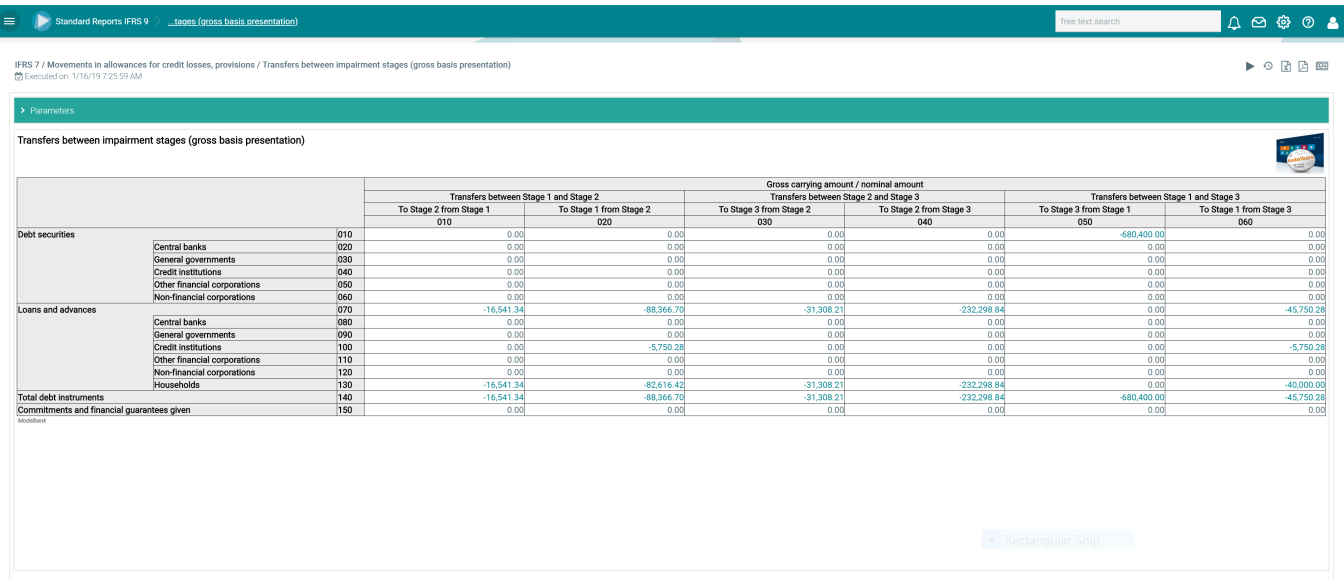 Standard Reports IFRS 9 > ...tages (gross basis presentation) free text search
IFRS 7 / Movements in allowances for credit losses, provisions / Transfers between impairment stages (gross basis presentation)
Executed on: 1/16/19 7:25:59 AM
> Parameters
Transfers between impairment stages (gross basis presentation)
Gross carrying amount / nominal amount
Transfers between Stage 1 and Stage 2 Transfers between Stage 2 and Stage 3 Transfers between Stage 1 and Stage 3
To Stage 2 from Stage 1 To Stage 1 from Stage 2 To Stage 3 from Stage 2 To Stage 2 from Stage 3 To Stage 3 from Stage 1 To Stage 1 from Stage 3
010 020 030 040 050 060
Debt securities 010 0.00 0.00 0.00 0.00 -680,400.00 0.00
Central banks 020 0.00 0.00 0.00 0.00 0.00 0.00
General governments 030 0.00 0.00 0.00 0.00 0.00 0.00
Credit institutions 040 0.00 0.00 0.00 0.00 0.00 0.00
Other financial corporations 050 0.00 0.00 0.00 0.00 0.00 0.00
Non-financial corporations 060 0.00 0.00 0.00 0.00 0.00 0.00
Loans and advances 070 -16,541.34 -88,366.70 -31,308.21 -232,298.84 0.00 -45,750.28
Central banks 080 0.00 0.00 0.00 0.00 0.00 0.00
General governments 090 0.00 0.00 0.00 0.00 0.00 0.00
Credit institutions 100 0.00 -5,750.28 0.00 0.00 0.00 -5,750.28
Other financial corporations 110 0.00 0.00 0.00 0.00 0.00 0.00
Non-financial corporations 120 0.00 0.00 0.00 0.00 0.00 0.00
Households 130 -16,541.34 -82,616.42 -31,308.21 -232,298.84 0.00 -40,000.00
Total debt instruments 140 -16,541.34 -88,366.70 -31,308.21 -232,298.84 -680,400.00 -45,750.28
Commitments and financial guarantees given 150 0.00 0.00 0.00 0.00 0.00 0.00
Modelbank
Rectangular Snip